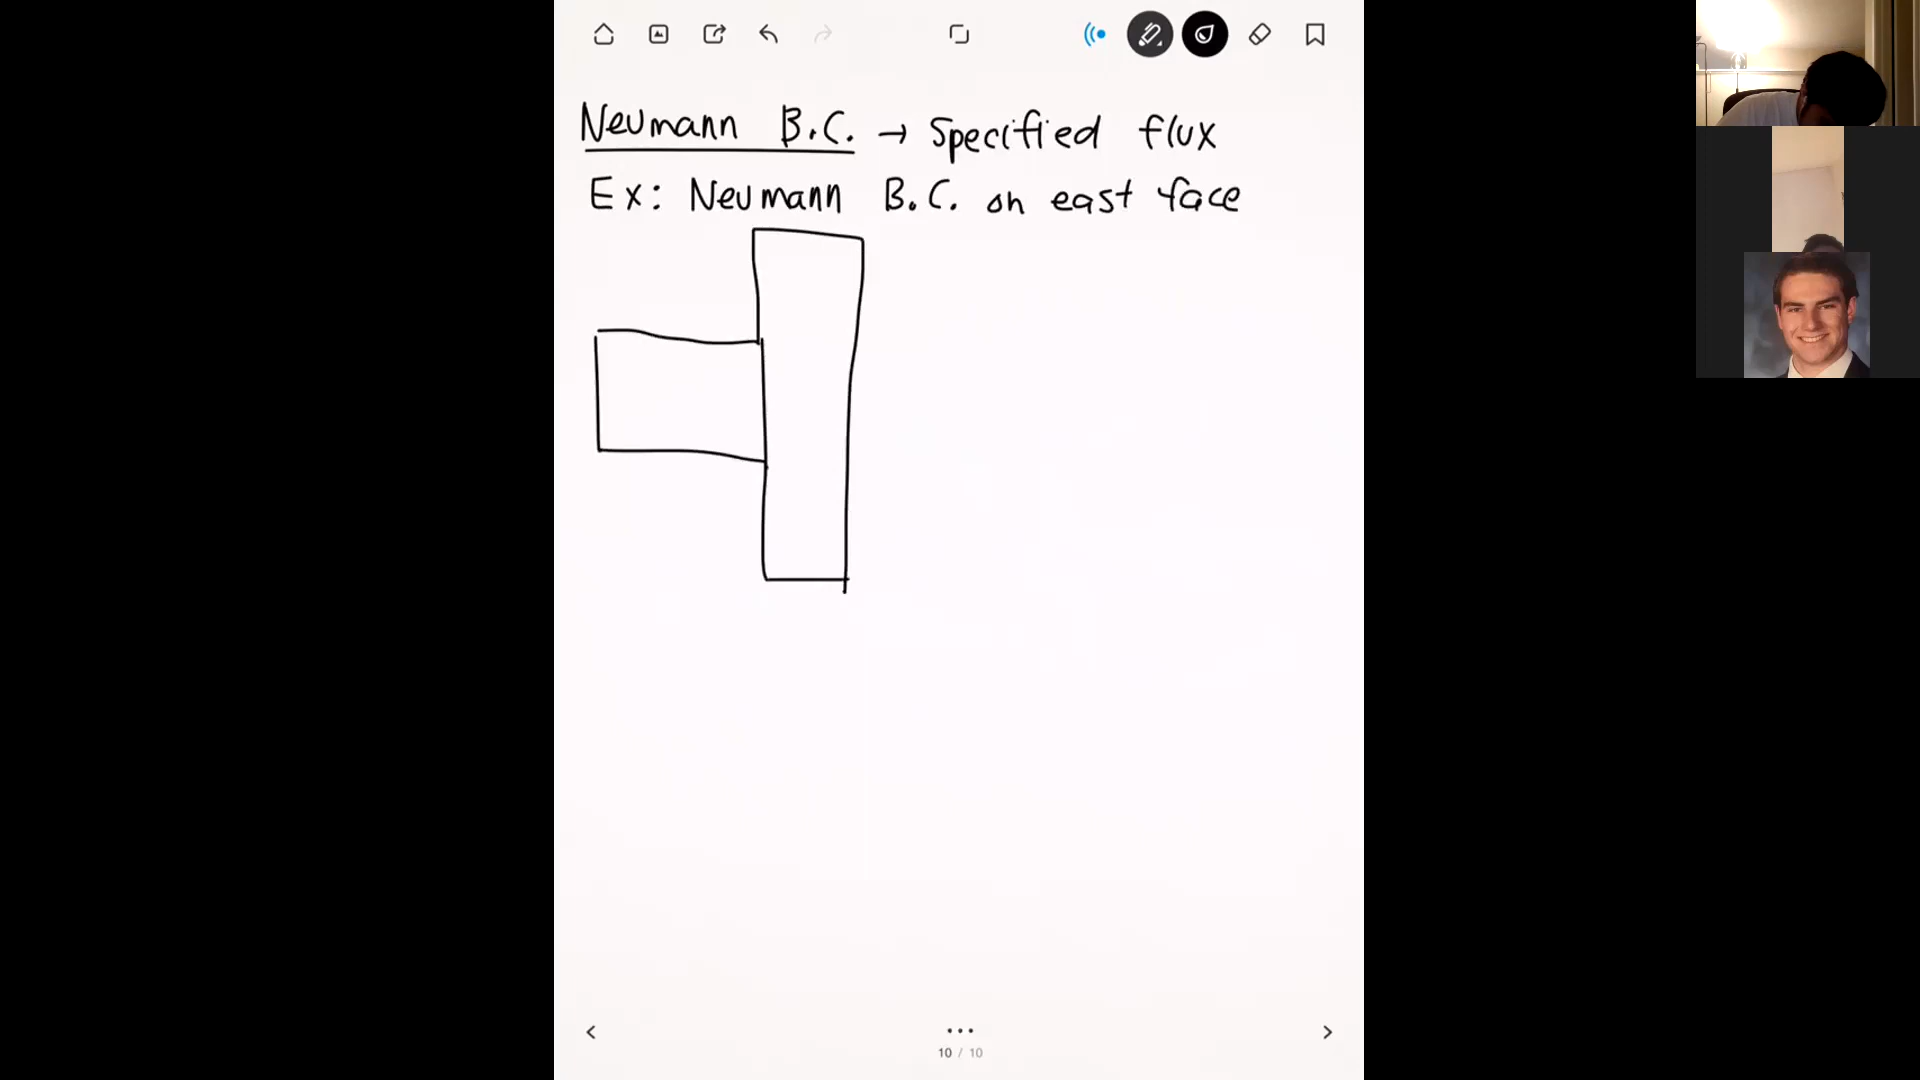 Neumann B.C. → Specified flux
Ex: Neumann B.C. on east face
10 / 10